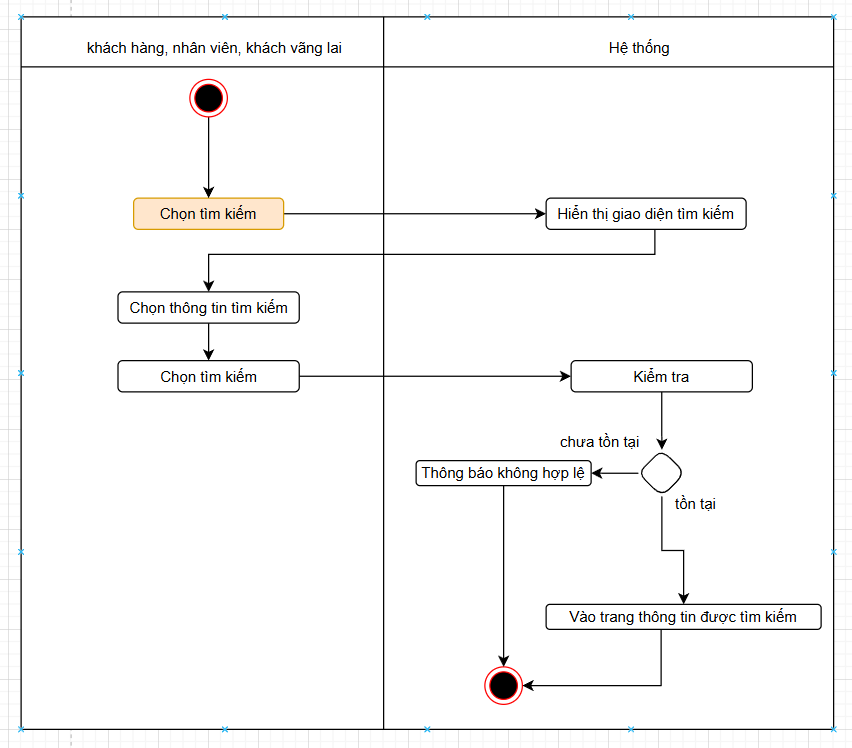 khách hàng, nhân viên, khách vãng lai
Hệ thống
Chọn tìm kiếm
Hiễn thị giao diện tìm kiếm
Chọn thông tin tìm kiếm
Chọn tìm kiếm
Kiểm tra
chưa tồn tại
Thông báo không hợp lệ
tồn tại
Vào trang thông tin được tìm kiếm